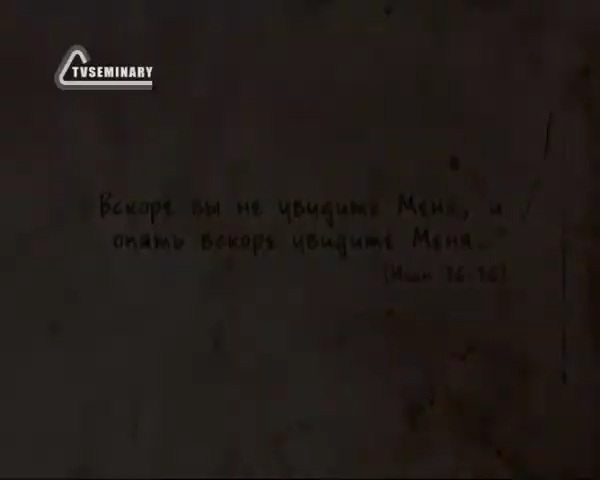 TVSEMINARY
Вскоре вы не увидите Меня, и
опять вскоре увидите Меня."
(Иоан 16:16)